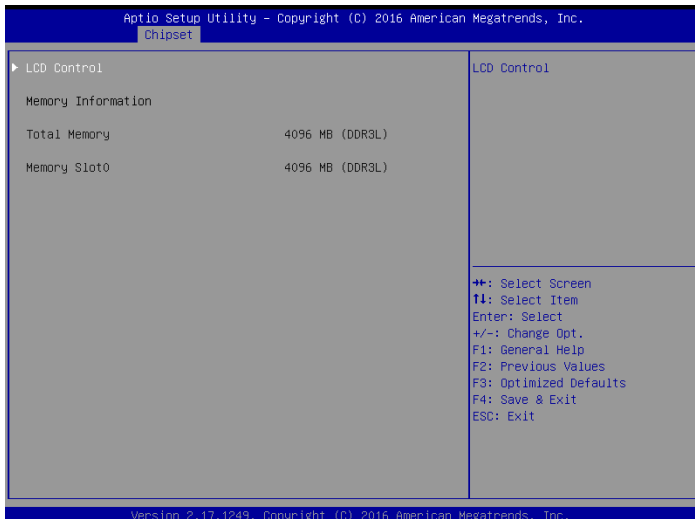 Aptio Setup Utility – Copyright (C) 2016 American Megatrends, Inc.
Chipset
► LCD Control
Memory Information
Total Memory 4096 MB (DDR3L)
Memory Slot0 4096 MB (DDR3L)
LCD Control
→←: Select Screen
↑↓: Select Item
Enter: Select
+/-: Change Opt.
F1: General Help
F2: Previous Values
F3: Optimized Defaults
F4: Save & Exit
ESC: Exit
Version 2.17.1249. Copyright (C) 2016 American Megatrends, Inc.